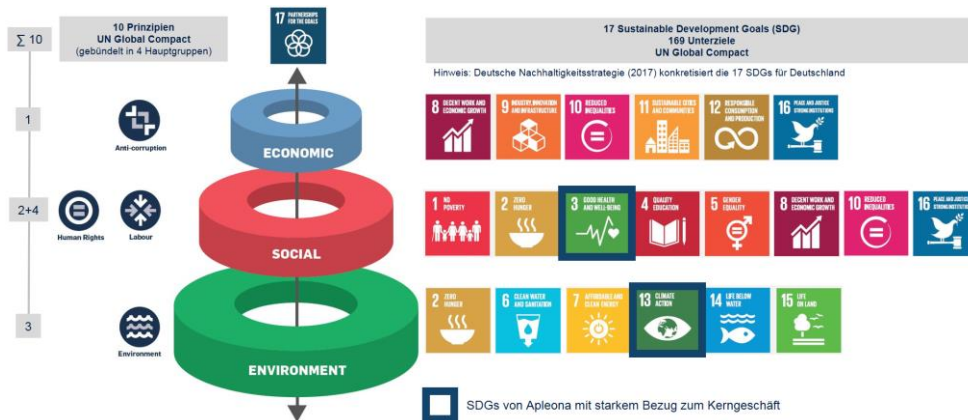 ∑ 10
10 Prinzipien
UN Global Compact
(gebündelt in 4 Hauptgruppen)
17 PARTNERSHIPS
FOR THE GOALS
17 Sustainable Development Goals (SDG)
169 Unterziele
UN Global Compact
Hinweis: Deutsche Nachhaltigkeitsstrategie (2017) konkretisiert die 17 SDGs für Deutschland
1
Anti-corruption
ECONOMIC
8 DECENT WORK AND
ECONOMIC GROWTH
9 INDUSTRY, INNOVATION
AND INFRASTRUCTURE
10 REDUCED
INEQUALITIES
11 SUSTAINABLE CITIES
AND COMMUNITIES
12 RESPONSIBLE
CONSUMPTION
AND PRODUCTION
16 PEACE AND JUSTICE
STRONG INSTITUTIONS
2+4
Human Rights
Labour
SOCIAL
1 NO
POVERTY
2 ZERO
HUNGER
3 GOOD HEALTH
AND WELL-BEING
4 QUALITY
EDUCATION
5 GENDER
EQUALITY
8 DECENT WORK AND
ECONOMIC GROWTH
10 REDUCED
INEQUALITIES
16 PEACE AND JUSTICE
STRONG INSTITUTIONS
3
Environment
ENVIRONMENT
2 ZERO
HUNGER
6 CLEAN WATER
AND SANITATION
7 AFFORDABLE AND
CLEAN ENERGY
13 CLIMATE
ACTION
14 LIFE BELOW
WATER
15 LIFE
ON LAND
SDGs von Apleona mit starkem Bezug zum Kerngeschäft